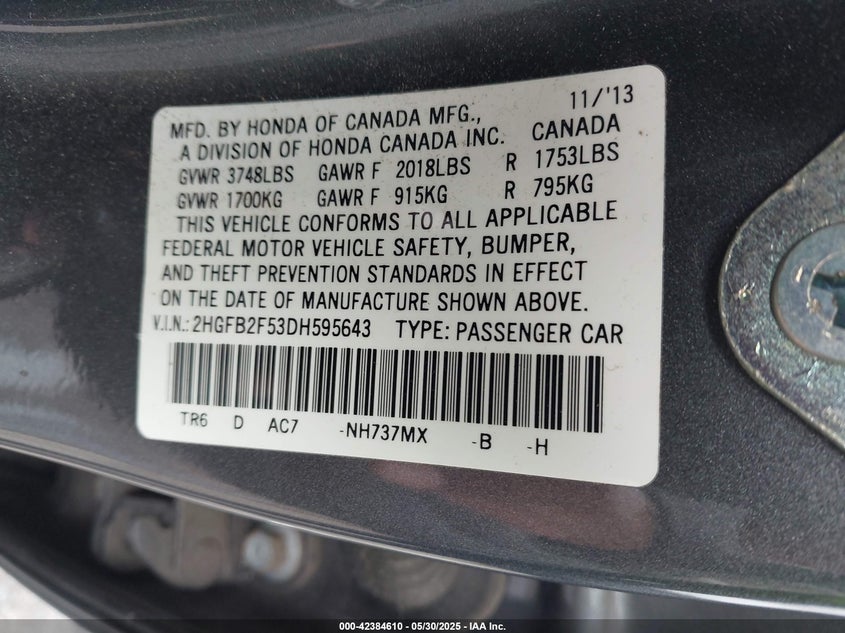 11/'13
MFD. BY HONDA OF CANADA MFG.,
A DIVISION OF HONDA CANADA INC. CANADA
GVWR 3748LBS GAWR F 2018LBS R 1753LBS
GVWR 1700KG GAWR F 915KG R 795KG
THIS VEHICLE CONFORMS TO ALL APPLICABLE
FEDERAL MOTOR VEHICLE SAFETY, BUMPER,
AND THEFT PREVENTION STANDARDS IN EFFECT
ON THE DATE OF MANUFACTURE SHOWN ABOVE.
V.I.N.: 2HGFB2F53DH595643 TYPE: PASSENGER CAR
TR6 D AC7 -NH737MX -B -H
000-42384610 — 05/30/2025 - IAA Inc.